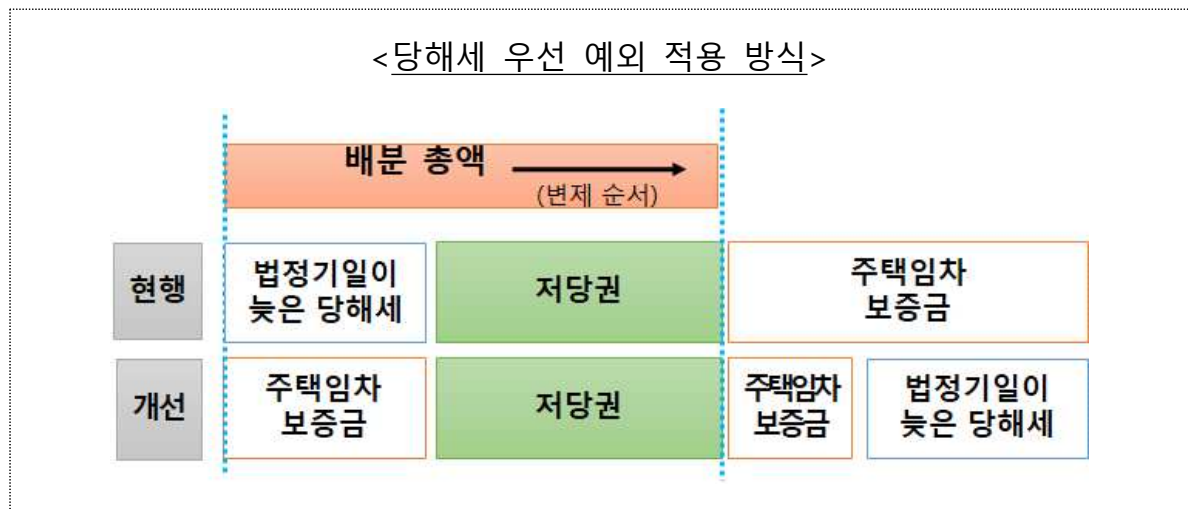 <당해세 우선 예외 적용 방식>
배분 총액
(변제 순서)
현행
법정기일이
늦은 당해세
저당권
주택임차
보증금
개선
주택임차
보증금
저당권
주택임차
보증금
법정기일이
늦은 당해세